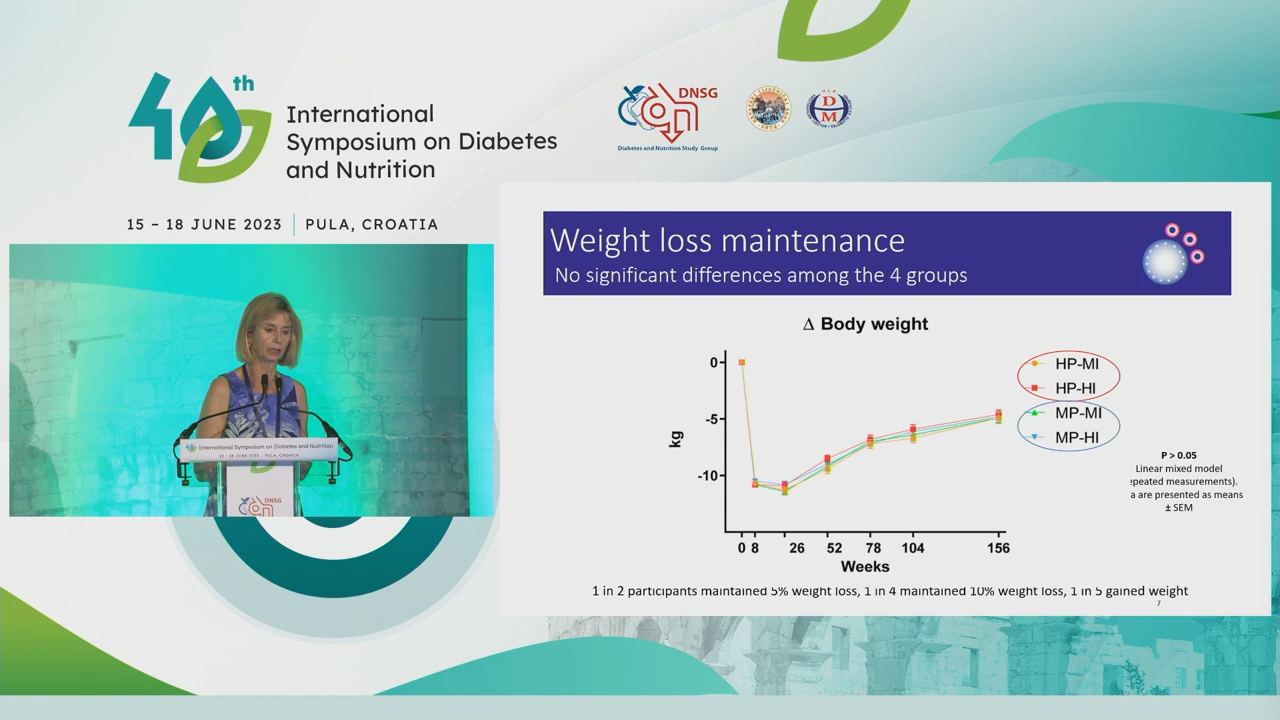 40th
International
Symposium on Diabetes
and Nutrition
15 – 18 JUNE 2023 | PULA, CROATIA
DNSG
Diabetes and Nutrition Study Group
D
M
Weight loss maintenance
No significant differences among the 4 groups
Δ Body weight
0
-5
-10
kg
0 8 26 52 78 104 156
Weeks
HP-MI
HP-HI
MP-MI
MP-HI
P > 0.05
Linear mixed model
epeated measurements).
a are presented as means
± SEM
1 in 2 participants maintained 5% weight loss, 1 in 4 maintained 10% weight loss, 1 in 5 gained weight
7
International Symposium on Diabetes and Nutrition
15 – 18 JUNE 2023 | PULA, CROATIA
DNSG